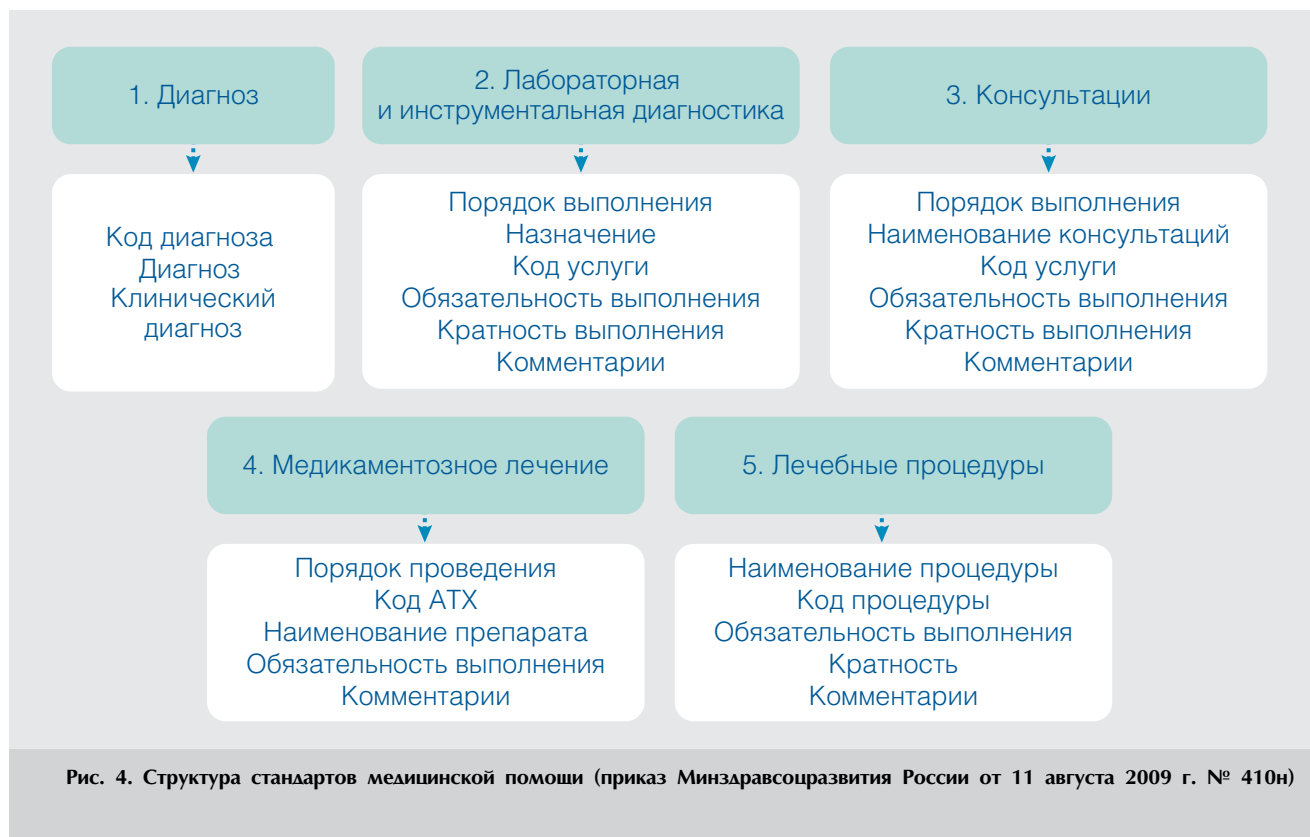 1. Диагноз
Код диагноза
Диагноз
Клинический
диагноз
2. Лабораторная
и инструментальная диагностика
Порядок выполнения
Назначение
Код услуги
Обязательность выполнения
Кратность выполнения
Комментарии
3. Консультации
Порядок выполнения
Наименование консультаций
Код услуги
Обязательность выполнения
Кратность выполнения
Комментарии
4. Медикаментозное лечение
Порядок проведения
Код АТХ
Наименование препарата
Обязательность выполнения
Комментарии
5. Лечебные процедуры
Наименование процедуры
Код процедуры
Обязательность выполнения
Кратность
Комментарии
Рис. 4. Структура стандартов медицинской помощи (приказ Минздравсоцразвития России от 11 августа 2009 г. № 410н)